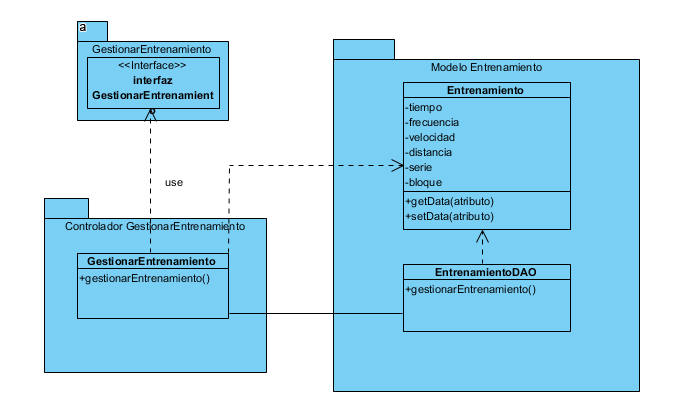 a
GestionarEntrenamiento
<<Interface>>
interfaz
GestionarEntrenamient
o
use
Controlador GestionarEntrenamiento
GestionarEntrenamiento
+gestionarEntrenamiento()
Modelo Entrenamiento
Entrenamiento
-tiempo
-frecuencia
-velocidad
-distancia
-serie
-bloque
+getData(atributo)
+setData(atributo)
EntrenamientoDAO
+gestionarEntrenamiento()